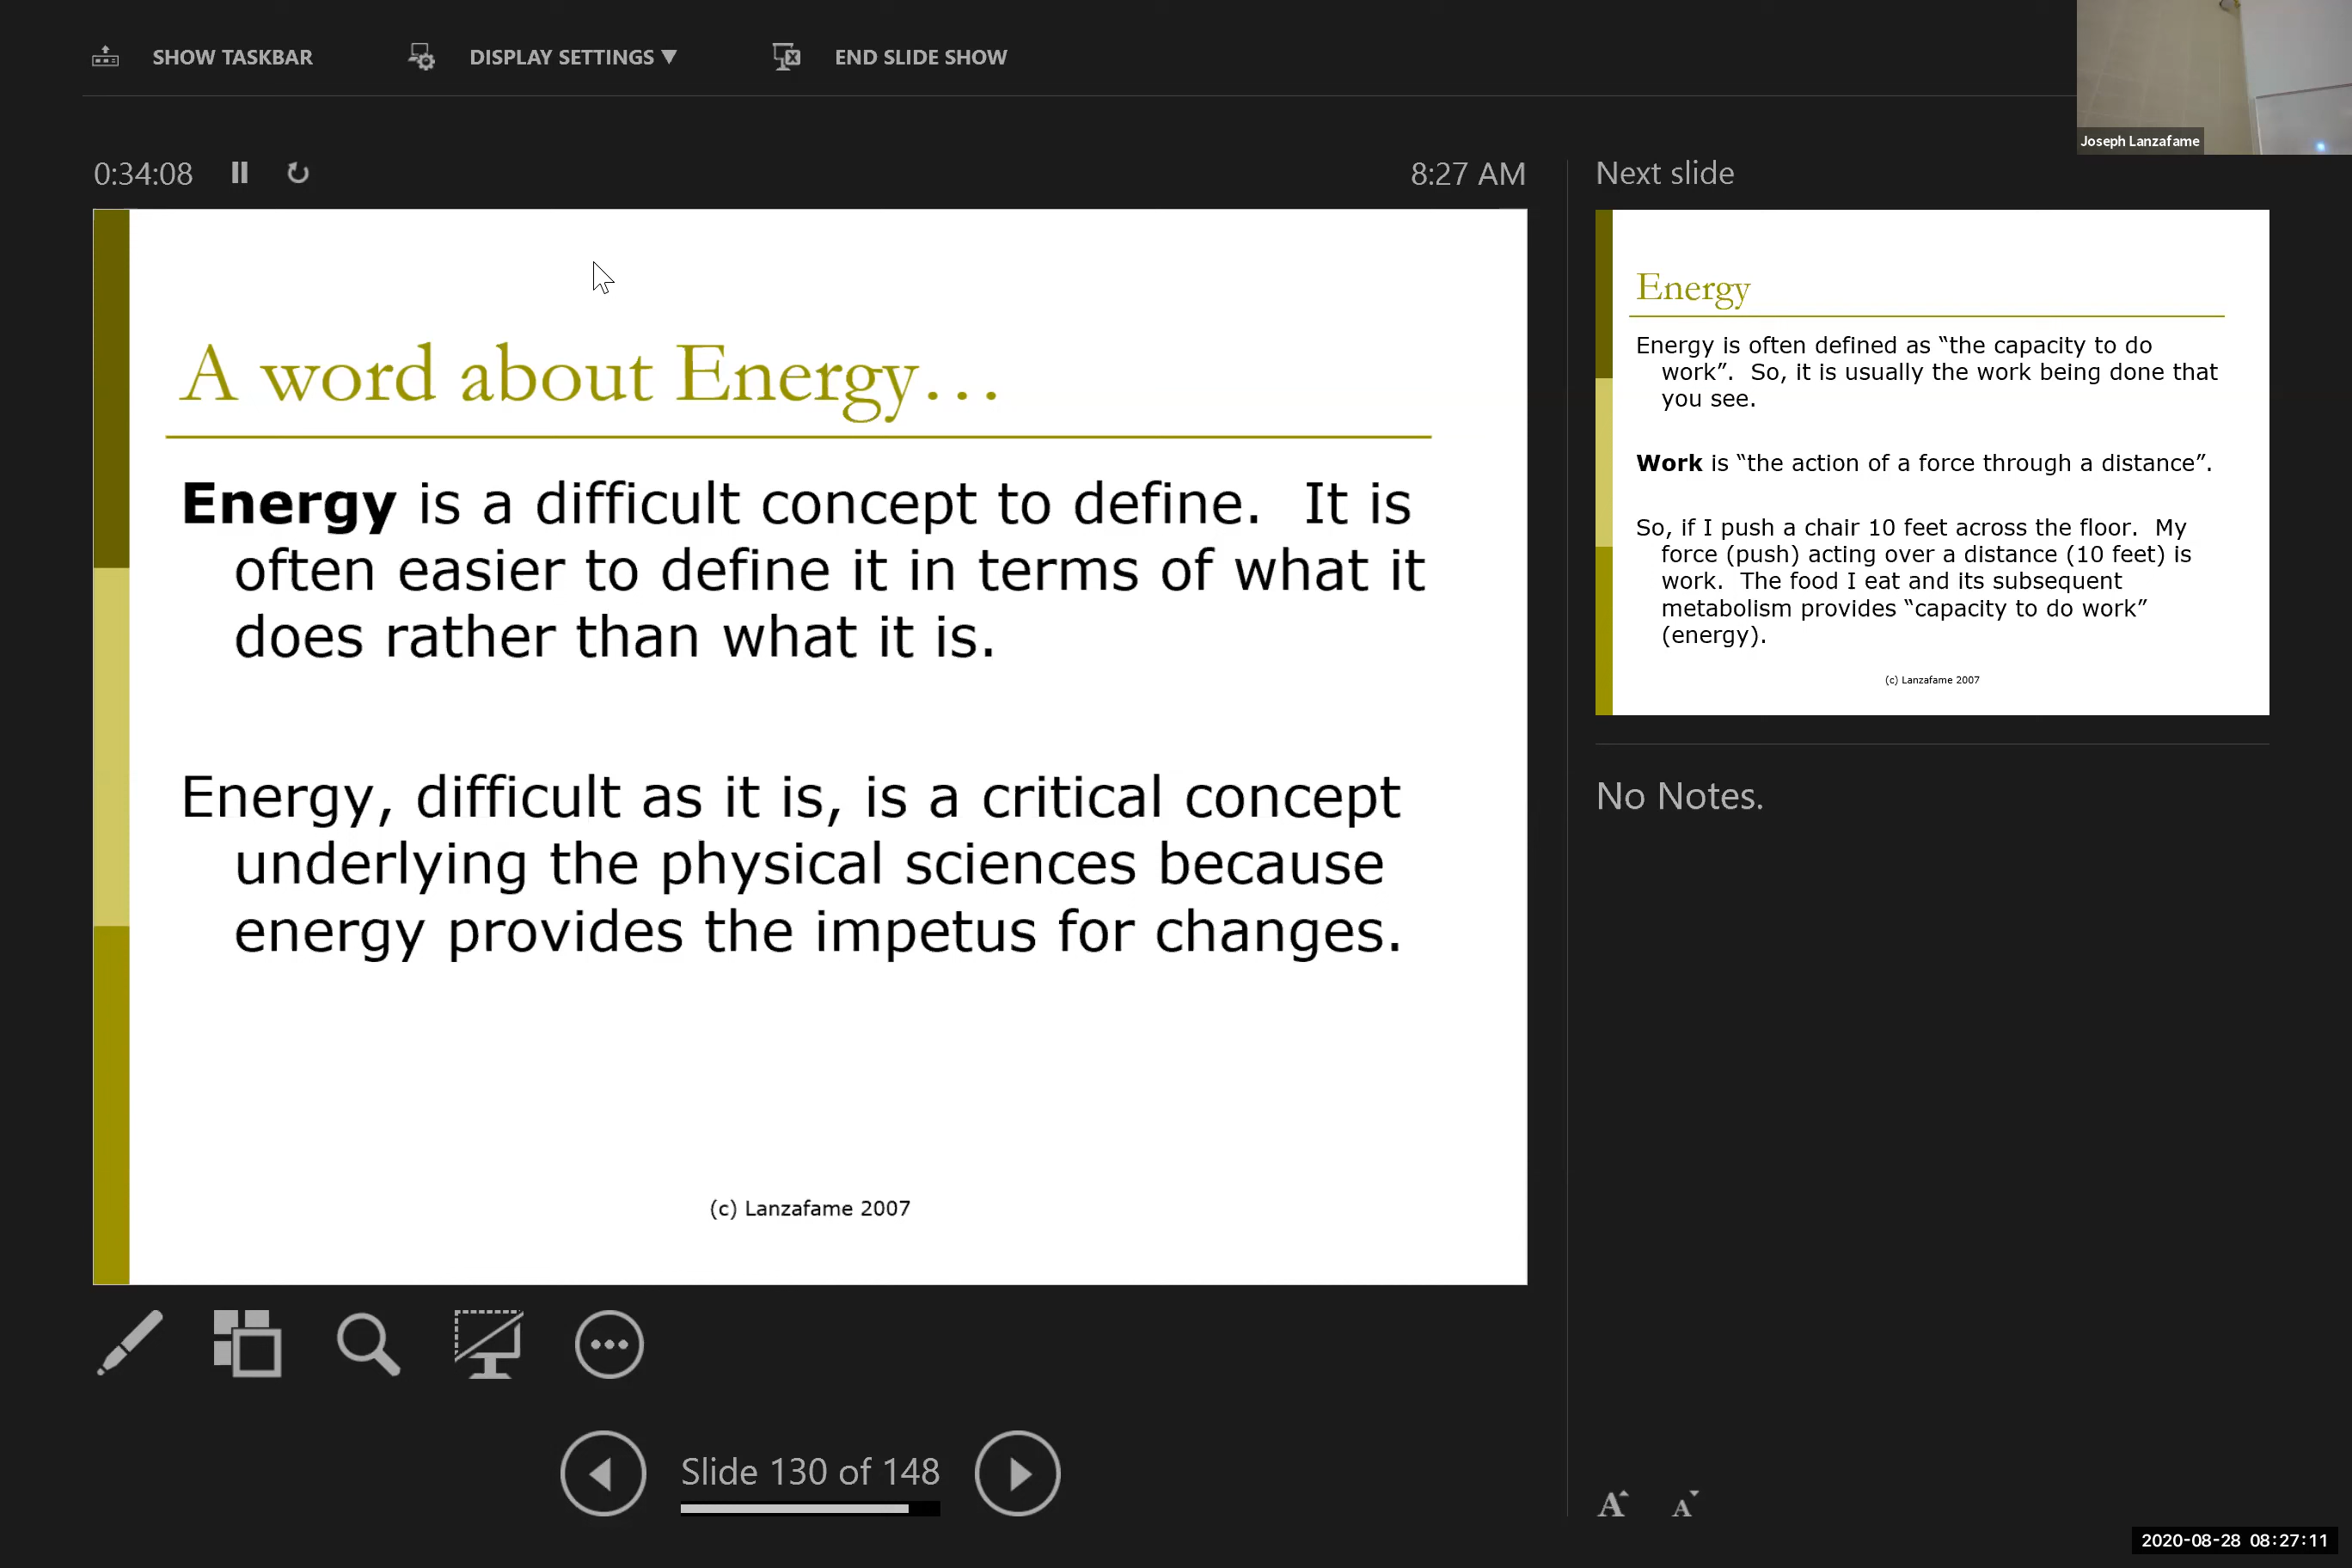 SHOW TASKBAR
DISPLAY SETTINGS ▼
END SLIDE SHOW
Joseph Lanzafame
0:34:08
8:27 AM
Next slide
A word about Energy...
Energy is a difficult concept to define. It is
often easier to define it in terms of what it
does rather than what it is.
Energy, difficult as it is, is a critical concept
underlying the physical sciences because
energy provides the impetus for changes.
(c) Lanzafame 2007
Energy
Energy is often defined as “the capacity to do
work”. So, it is usually the work being done that
you see.
Work is “the action of a force through a distance”.
So, if I push a chair 10 feet across the floor. My
force (push) acting over a distance (10 feet) is
work. The food I eat and its subsequent
metabolism provides “capacity to do work”
(energy).
(c) Lanzafame 2007
No Notes.
Slide 130 of 148
A A
2020-08-28 08:27:11